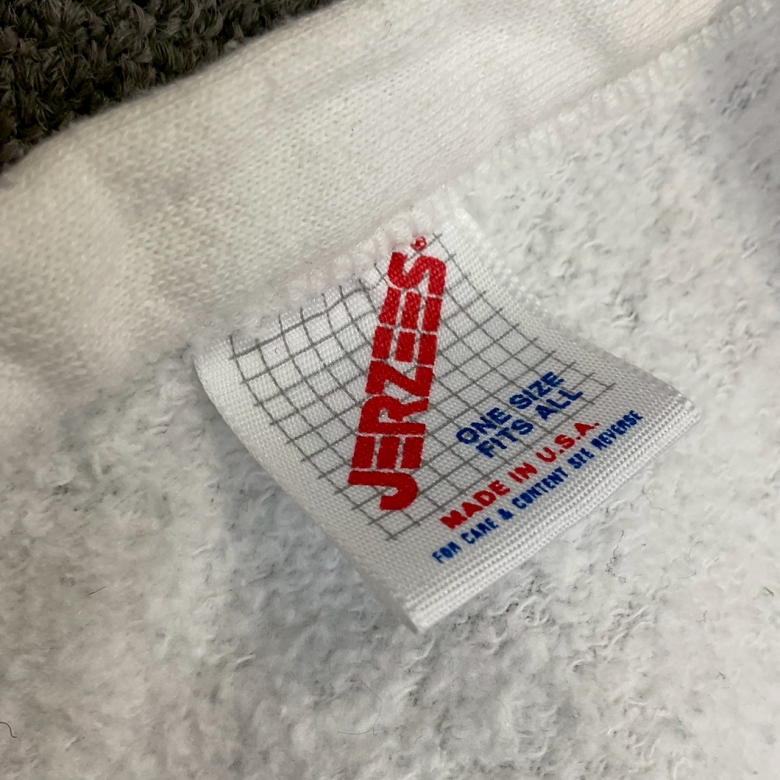 JERZEES®
ONE SIZE
FITS ALL
MADE IN U.S.A.
FOR CARE & CONTENT SEE REVERSE